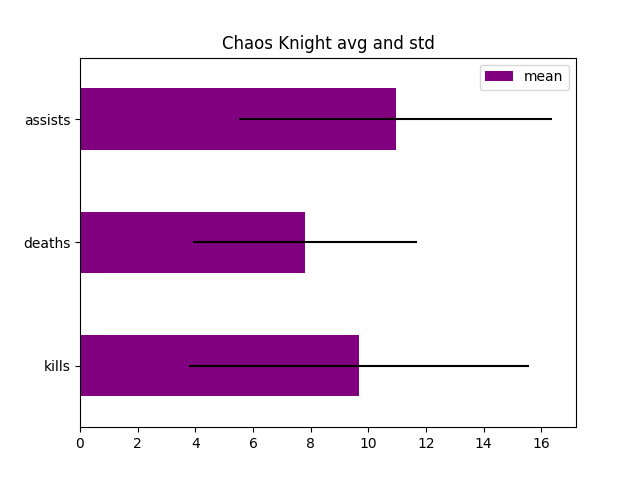 Chaos Knight avg and std
mean
assists
deaths
kills
0 2 4 6 8 10 12 14 16